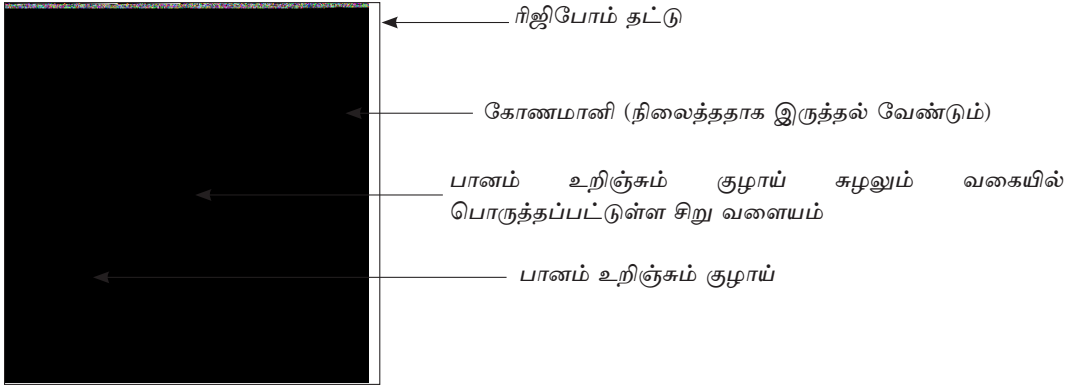 ரிஜிபோம் தட்டு
கோணமானி (நிலைத்ததாக இருத்தல் வேண்டும்)
பானம் உறிஞ்சும் குழாய் சுழலும் வகையில்
பொருத்தப்பட்டுள்ள சிறு வளையம்
பானம் உறிஞ்சும் குழாய்